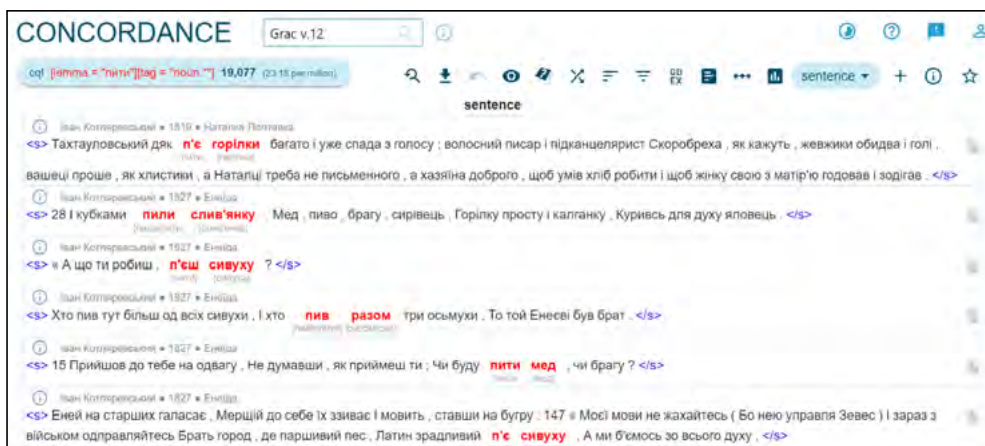 CONCORDANCE
Grac v.12
cql [lemma = "пити"][tag = "noun.*"] 19,077 (23.18 per million)
sentence
sentence
Іван Котляревський ● 1819 ● Наталка Полтавка
<s> Тахтауловський дяк п'є горілки багато і уже спада з голосу ; волосний писар і підканцелярист Скоробреха , як кажуть , жевжики обидва і голі ,
вашеці проше , як хлистики , а Наталці треба не письменного , а хазяїна доброго , щоб умів хліб робити і щоб жінку свою з матір'ю годовав і зодігав . </s>
Іван Котляревський ● 1827 ● Енеїда
<s> 28 І кубками пили слив'янку , Мед , пиво , брагу , сирівець , Горілку просту і калганку , Куривсь для духу яловець . </s>
Іван Котляревський ● 1827 ● Енеїда
<s> « А що ти робиш , п'єш сивуху ? </s>
Іван Котляревський ● 1827 ● Енеїда
<s> Хто пив тут більш од всіх сивухи , І хто пив разом три осьмухи , То той Енеєві був брат . </s>
Іван Котляревський ● 1827 ● Енеїда
<s> 15 Прийшов до тебе на одвагу , Не думавши , як приймеш ти ; Чи буду пити мед , чи брагу ? </s>
Іван Котляревський ● 1827 ● Енеїда
<s> Еней на старших галасає , Мерщій до себе їх ззиває І мовить , ставши на бугру : 147 « Моєї мови не жахайтесь ( Бо нею управля Зевес ) І зараз з
військом одправляйтесь Брать город , де паршивий пес , Латин зрадливий п'є сивуху , А ми б'ємось зо всього духу , </s>